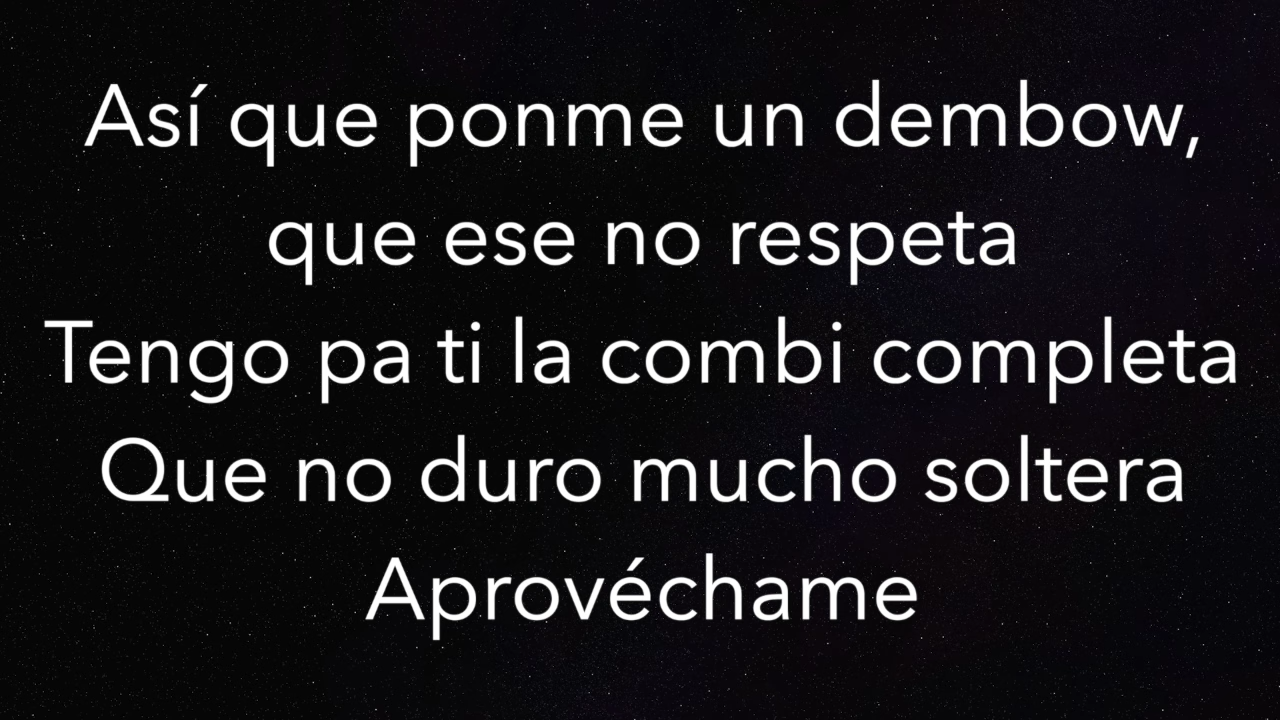 Así que ponme un dembow,
que ese no respeta
Tengo pa ti la combi completa
Que no duro mucho soltera
Aprovéchame